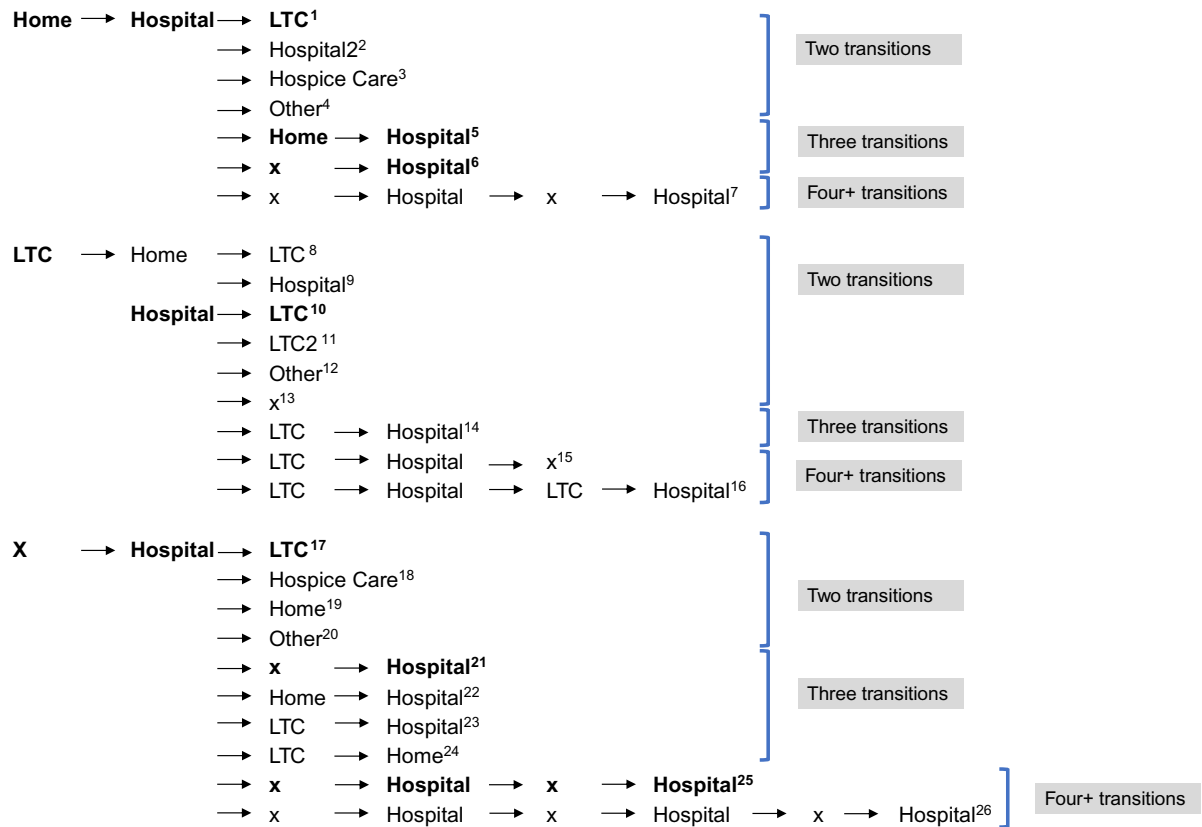 Home → Hospital → LTC¹
→ Hospital2²
Two transitions
→ Hospice Care³
→ Other⁴
→ Home → Hospital⁵
Three transitions
→ x → Hospital⁶
→ x → Hospital → x → Hospital⁷
Four+ transitions
LTC → Home → LTC ⁸
→ Hospital⁹
Two transitions
Hospital → LTC¹⁰
→ LTC2 ¹¹
→ Other¹²
→ x¹³
→ LTC → Hospital¹⁴
Three transitions
→ LTC → Hospital → x¹⁵
Four+ transitions
→ LTC → Hospital → LTC → Hospital¹⁶
X → Hospital → LTC¹⁷
→ Hospice Care¹⁸
Two transitions
→ Home¹⁹
→ Other²⁰
→ x → Hospital²¹
→ Home → Hospital²²
Three transitions
→ LTC → Hospital²³
→ LTC → Home²⁴
→ x → Hospital → x → Hospital²⁵
Four+ transitions
→ x → Hospital → x → Hospital → x → Hospital²⁶